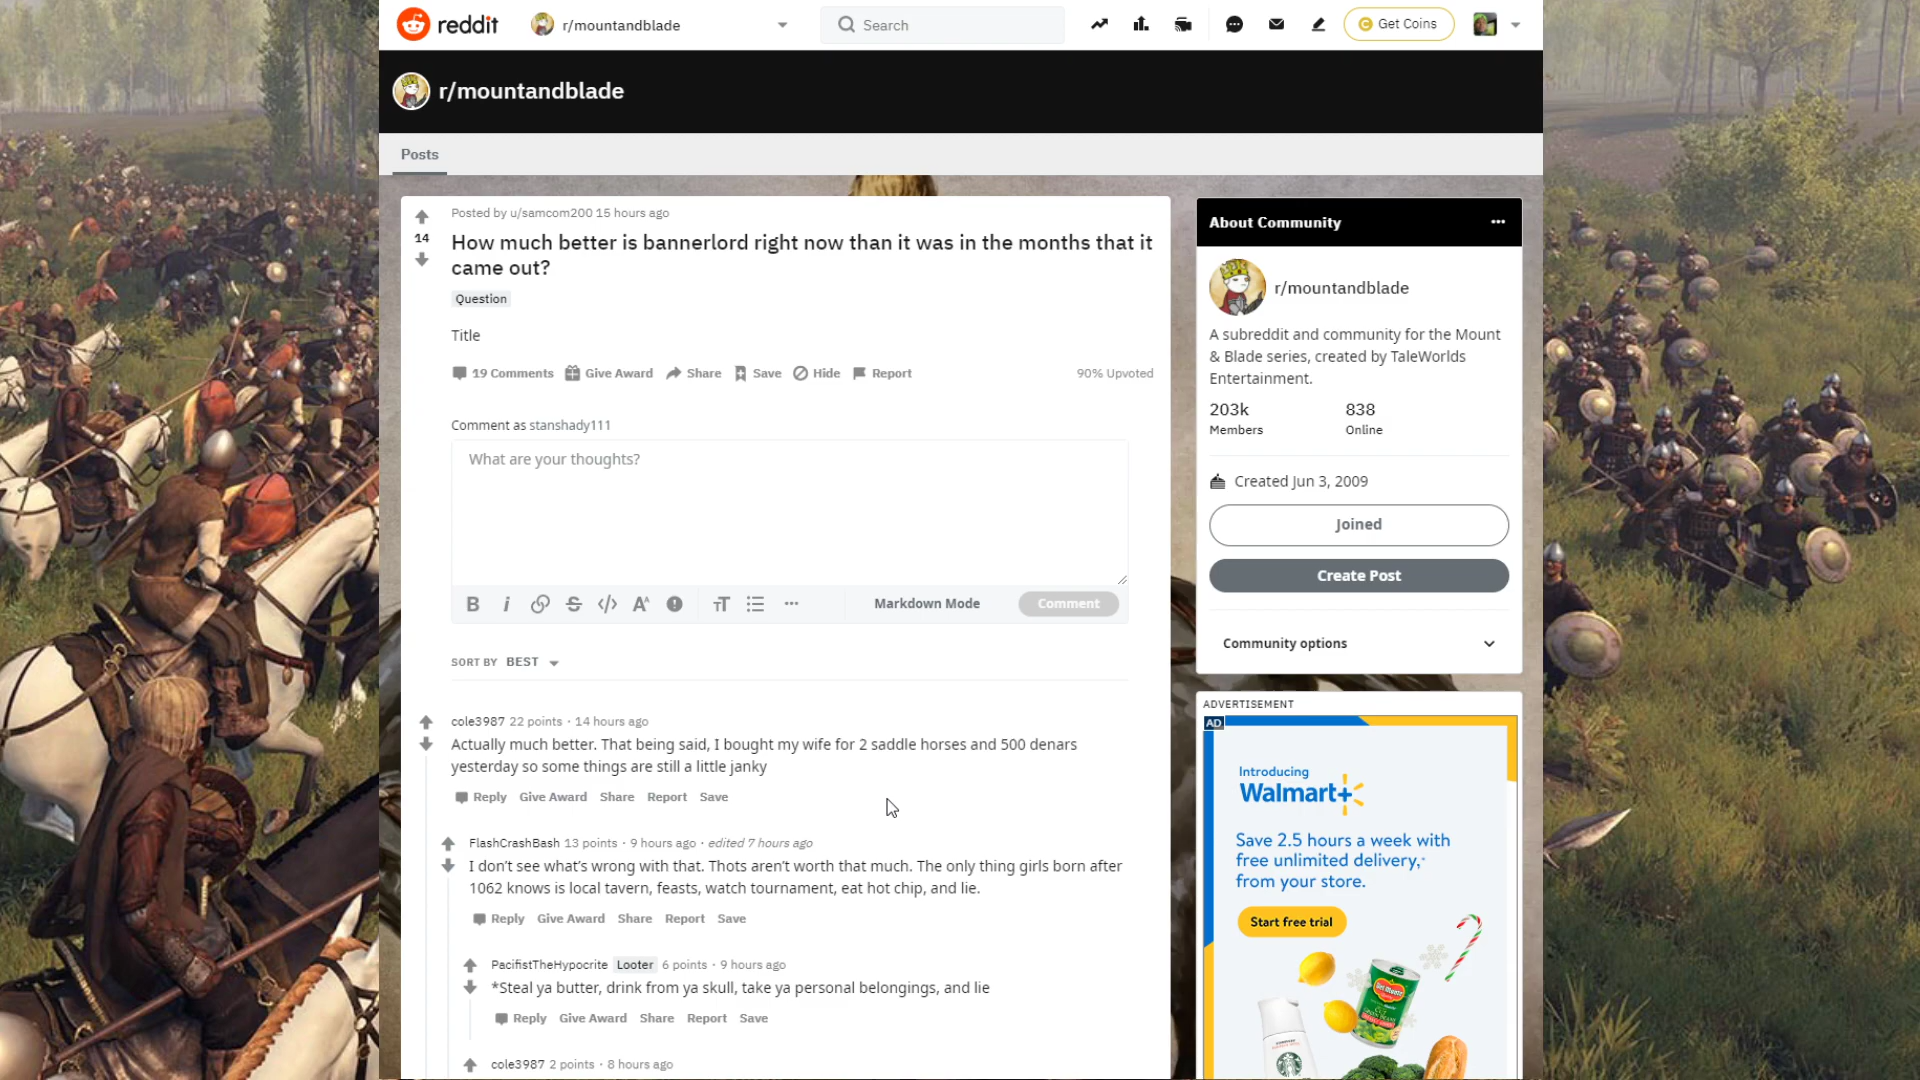 reddit r/mountandblade Search Get Coins
r/mountandblade
Posts
Posted by u/samcom200 15 hours ago
14
How much better is bannerlord right now than it was in the months that it
came out?
Question
Title
19 Comments Give Award Share Save Hide Report 90% Upvoted
Comment as stanshady111
What are your thoughts?
B i S </> A T Markdown Mode Comment
SORT BY BEST
cole3987 22 points · 14 hours ago
Actually much better. That being said, I bought my wife for 2 saddle horses and 500 denars
yesterday so some things are still a little janky
Reply Give Award Share Report Save
FlashCrashBash 13 points · 9 hours ago · edited 7 hours ago
I don't see what's wrong with that. Thots aren't worth that much. The only thing girls born after
1062 knows is local tavern, feasts, watch tournament, eat hot chip, and lie.
Reply Give Award Share Report Save
PacifistTheHypocrite Looter 6 points · 9 hours ago
*Steal ya butter, drink from ya skull, take ya personal belongings, and lie
Reply Give Award Share Report Save
cole3987 2 points · 8 hours ago
About Community
r/mountandblade
A subreddit and community for the Mount
& Blade series, created by TaleWorlds
Entertainment.
203k 838
Members Online
Created Jun 3, 2009
Joined
Create Post
Community options
ADVERTISEMENT
AD
Introducing
Walmart+
Save 2.5 hours a week with
free unlimited delivery,*
from your store.
Start free trial
Del Monte